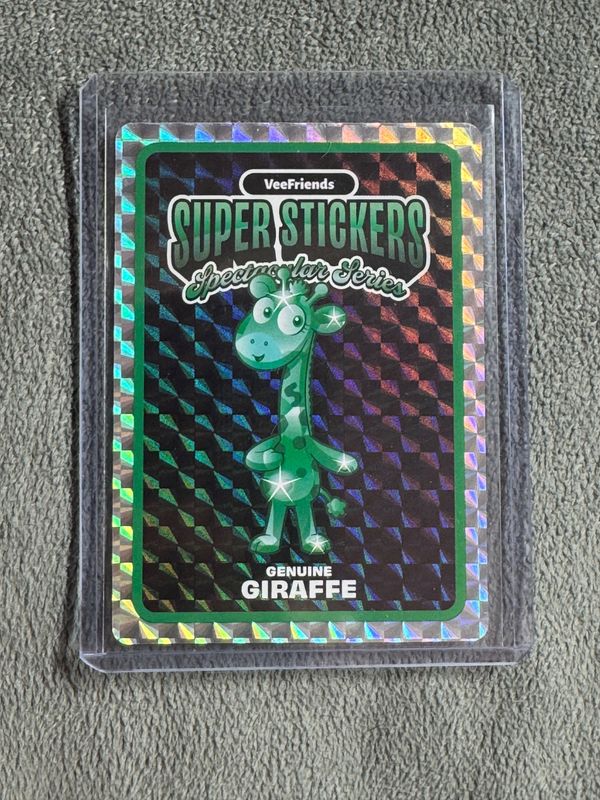 VeeFriends
SUPER STICKERS
Spectacular Series
GENUINE
GIRAFFE